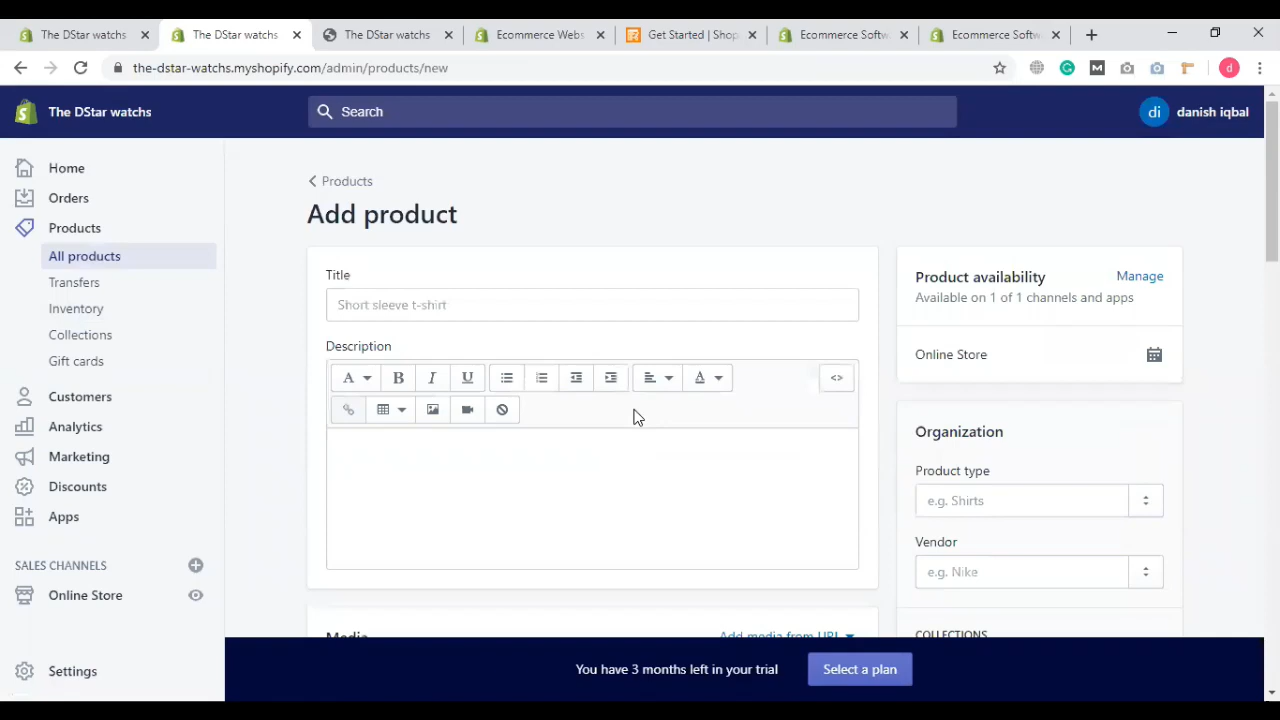 The DStar watchs
The DStar watchs
The DStar watchs
Ecommerce Webs
Get Started | Shop
Ecommerce Softw
Ecommerce Softw
the-dstar-watchs.myshopify.com/admin/products/new
M
d
The DStar watchs
Search
di
danish iqbal
Home
Orders
Products
All products
Transfers
Inventory
Collections
Gift cards
Customers
Analytics
Marketing
Discounts
Apps
SALES CHANNELS
Online Store
Settings
Products
Add product
Title
Short sleeve t-shirt
Description
A B I U A <>
Media
Add media from URL
Product availability
Manage
Available on 1 of 1 channels and apps
Online Store
Organization
Product type
e.g. Shirts
Vendor
e.g. Nike
COLLECTIONS
You have 3 months left in your trial
Select a plan